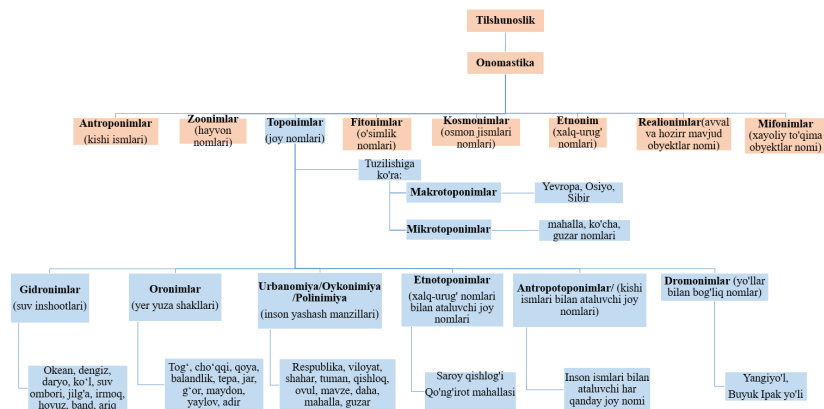 Tilshunoslik
Onomastika
Antroponimlar
(kishi ismlari)
Zoonimlar
(hayvon
nomlari)
Toponimlar
(joy nomlari)
Fitonimlar
(o'simlik
nomlari)
Kosmonimlar
(osmon jismlari
nomlari)
Etnonim
(xalq-urug'
nomlari)
Realionimlar(avval
va hozirr mavjud
obyektlar nomi)
Mifonimlar
(xayoliy to'qima
obyektlar nomi)
Tuzilishiga
ko'ra:
Makrotoponimlar
Yevropa, Osiyo,
Sibir
Mikrotoponimlar
mahalla, ko'cha,
guzar nomlari
Gidronimlar
(suv inshootlari)
Oronimlar
(yer yuza shakllari)
Urbanomiya/Oykonimiya
/Polinimiya
(inson yashash manzillari)
Etnotoponimlar
(xalq-urug' nomlari
bilan ataluvchi joy
nomlari)
Antropotoponimlar/ (kishi
ismlari bilan ataluvchi joy
nomlari)
Dromonimlar (yo'llar
bilan bog'liq nomlar)
Okean, dengiz,
daryo, ko‘l, suv
ombori, jilg'a, irmoq,
hovuz, band, ariq
Tog‘, cho‘qqi, qoya,
balandlik, tepa, jar,
g‘or, maydon,
yaylov, adir
Respublika, viloyat,
shahar, tuman, qishloq,
ovul, mavze, daha,
mahalla, guzar
Saroy qishlog'i
Qo'ng'irot mahallasi
Inson ismlari bilan
ataluvchi har
qanday joy nomi
Yangiyo'l,
Buyuk Ipak yo'li